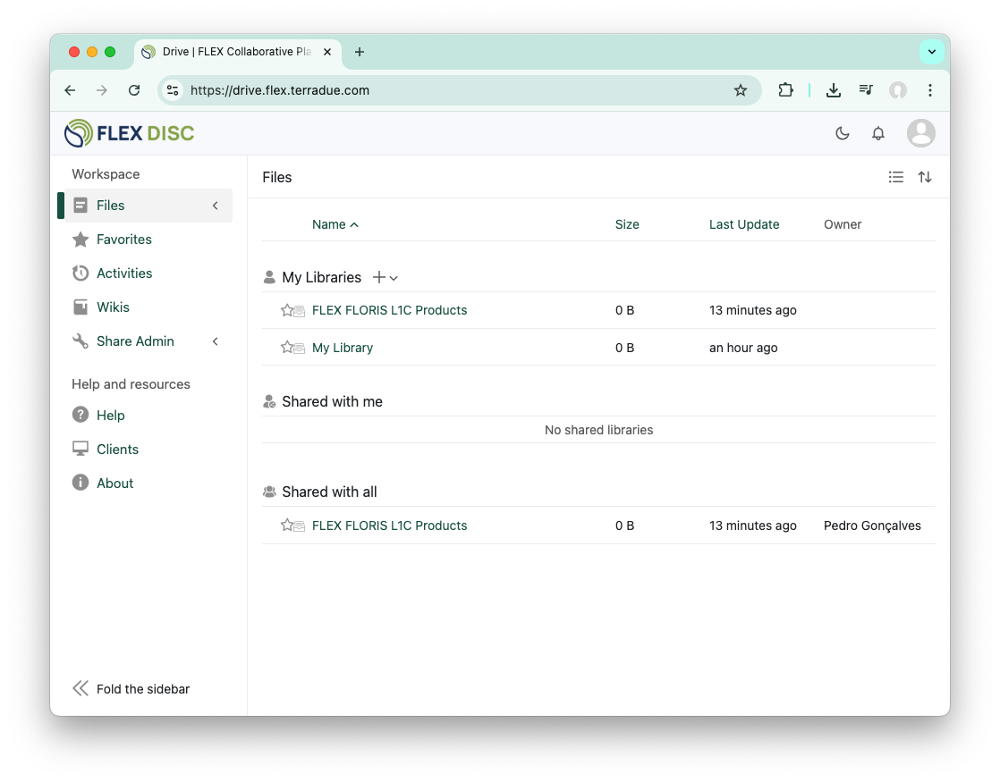 Drive | FLEX Collaborative Pla
https://drive.flex.terradue.com
FLEX DISC
Workspace
Files
Favorites
Activities
Wikis
Share Admin
Help and resources
Help
Clients
About
Fold the sidebar
Files
Name Size Last Update Owner
My Libraries
FLEX FLORIS L1C Products 0 B 13 minutes ago
My Library 0 B an hour ago
Shared with me
No shared libraries
Shared with all
FLEX FLORIS L1C Products 0 B 13 minutes ago Pedro Gonçalves